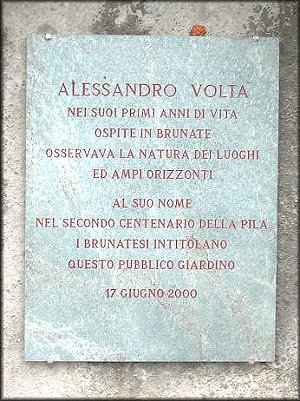 ALESSANDRO VOLTA
NEI SUOI PRIMI ANNI DI VITA
OSPITE IN BRUNATE
OSSERVAVA LA NATURA DEI LUOGHI
ED AMPI ORIZZONTI
AL SUO NOME
NEL SECONDO CENTENARIO DELLA PILA
I BRUNATESI INTITOLANO
QUESTO PUBBLICO GIARDINO
17 GIUGNO 2000